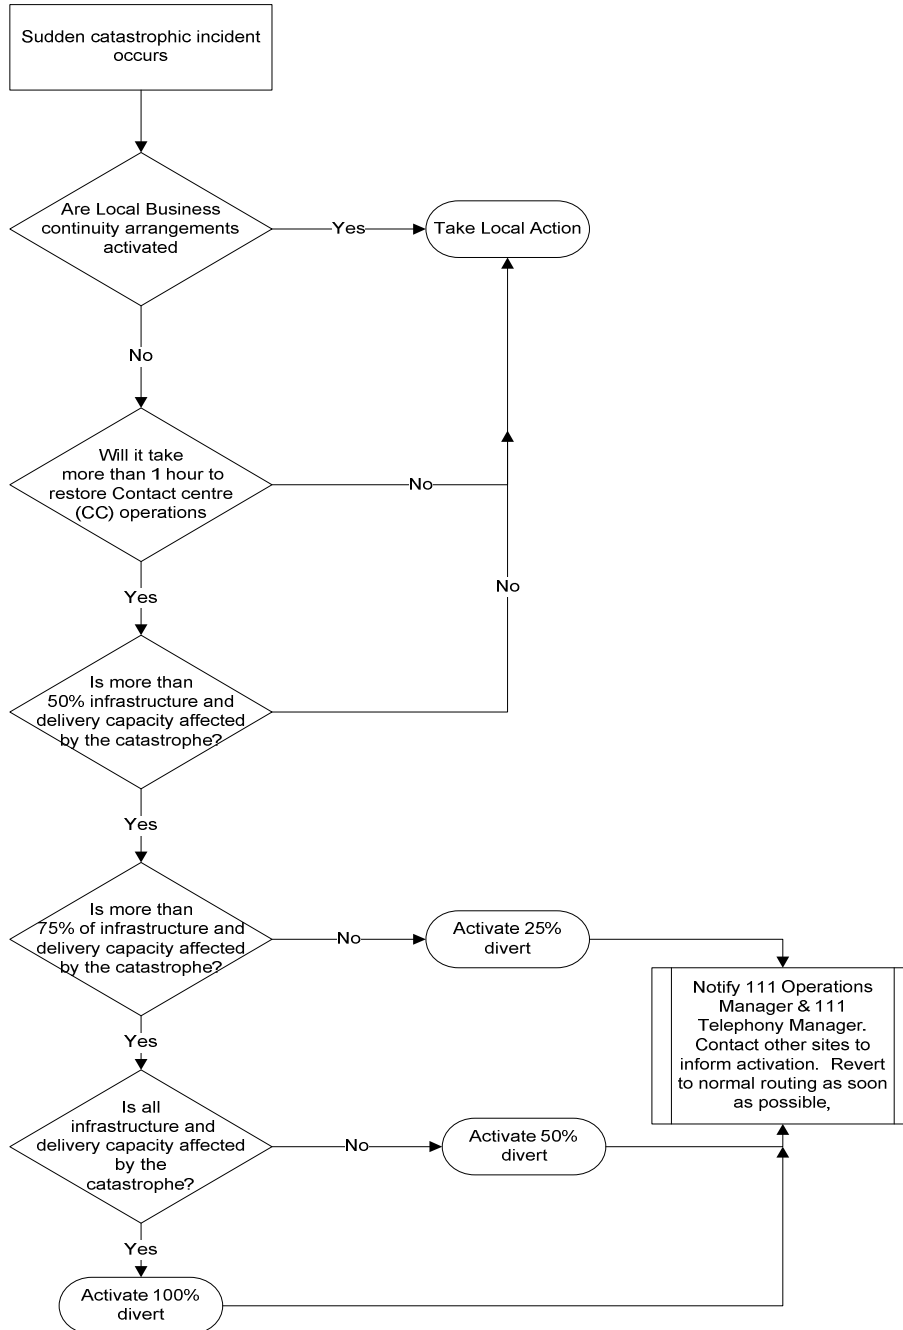 Sudden catastrophic incident
occurs
Are Local Business
continuity arrangements
activated
Yes
Take Local Action
No
Will it take
more than 1 hour to
restore Contact centre
(CC) operations
No
Yes
No
Is more than
50% infrastructure and
delivery capacity affected
by the catastrophe?
Yes
Is more than
75% of infrastructure and
delivery capacity affected
by the catastrophe?
No
Activate 25%
divert
Notify 111 Operations
Manager & 111
Telephony Manager.
Contact other sites to
inform activation.  Revert
to normal routing as soon
as possible,
Yes
Is all
infrastructure and
delivery capacity affected
by the
catastrophe?
No
Activate 50%
divert
Yes
Activate 100%
divert